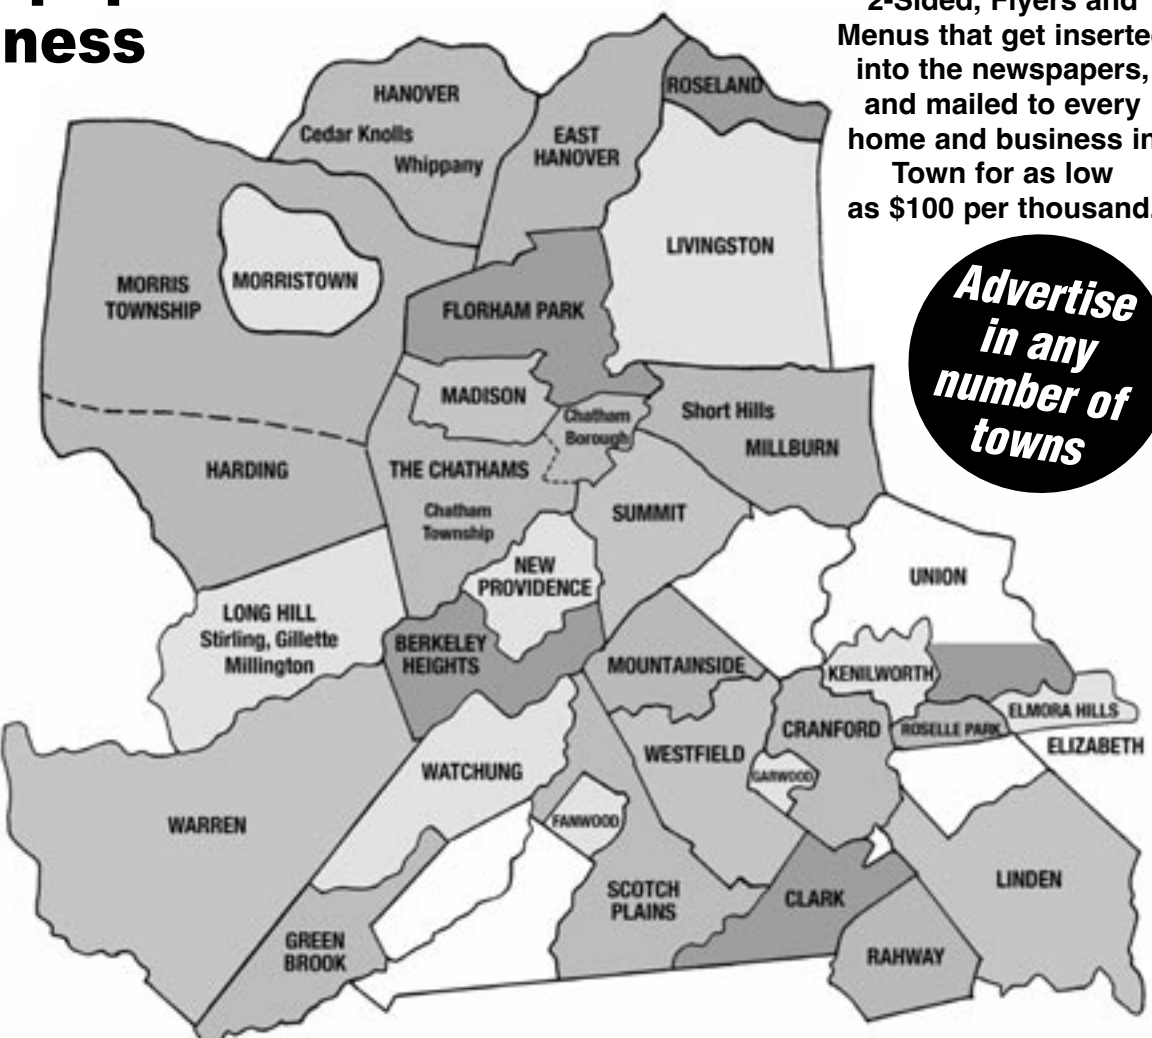 ness
2-Sided, Flyers and
Menus that get inserted
into the newspapers,
and mailed to every
home and business in
Town for as low
as $100 per thousand.
Advertise
in any
number of
towns
HANOVER
Cedar Knolls
Whippany
EAST
HANOVER
ROSELAND
LIVINGSTON
MORRIS
TOWNSHIP
MORRISTOWN
FLORHAM PARK
MADISON
Chatham
Borough
Short Hills
MILLBURN
HARDING
THE CHATHAMS
Chatham
Township
SUMMIT
NEW
PROVIDENCE
UNION
LONG HILL
Stirling, Gillette
Millington
BERKELEY
HEIGHTS
MOUNTAINSIDE
KENILWORTH
ELMORA HILLS
ROSELLE PARK
ELIZABETH
CRANFORD
WESTFIELD
GARWOOD
WATCHUNG
WARREN
FANWOOD
SCOTCH
PLAINS
CLARK
LINDEN
GREEN
BROOK
RAHWAY